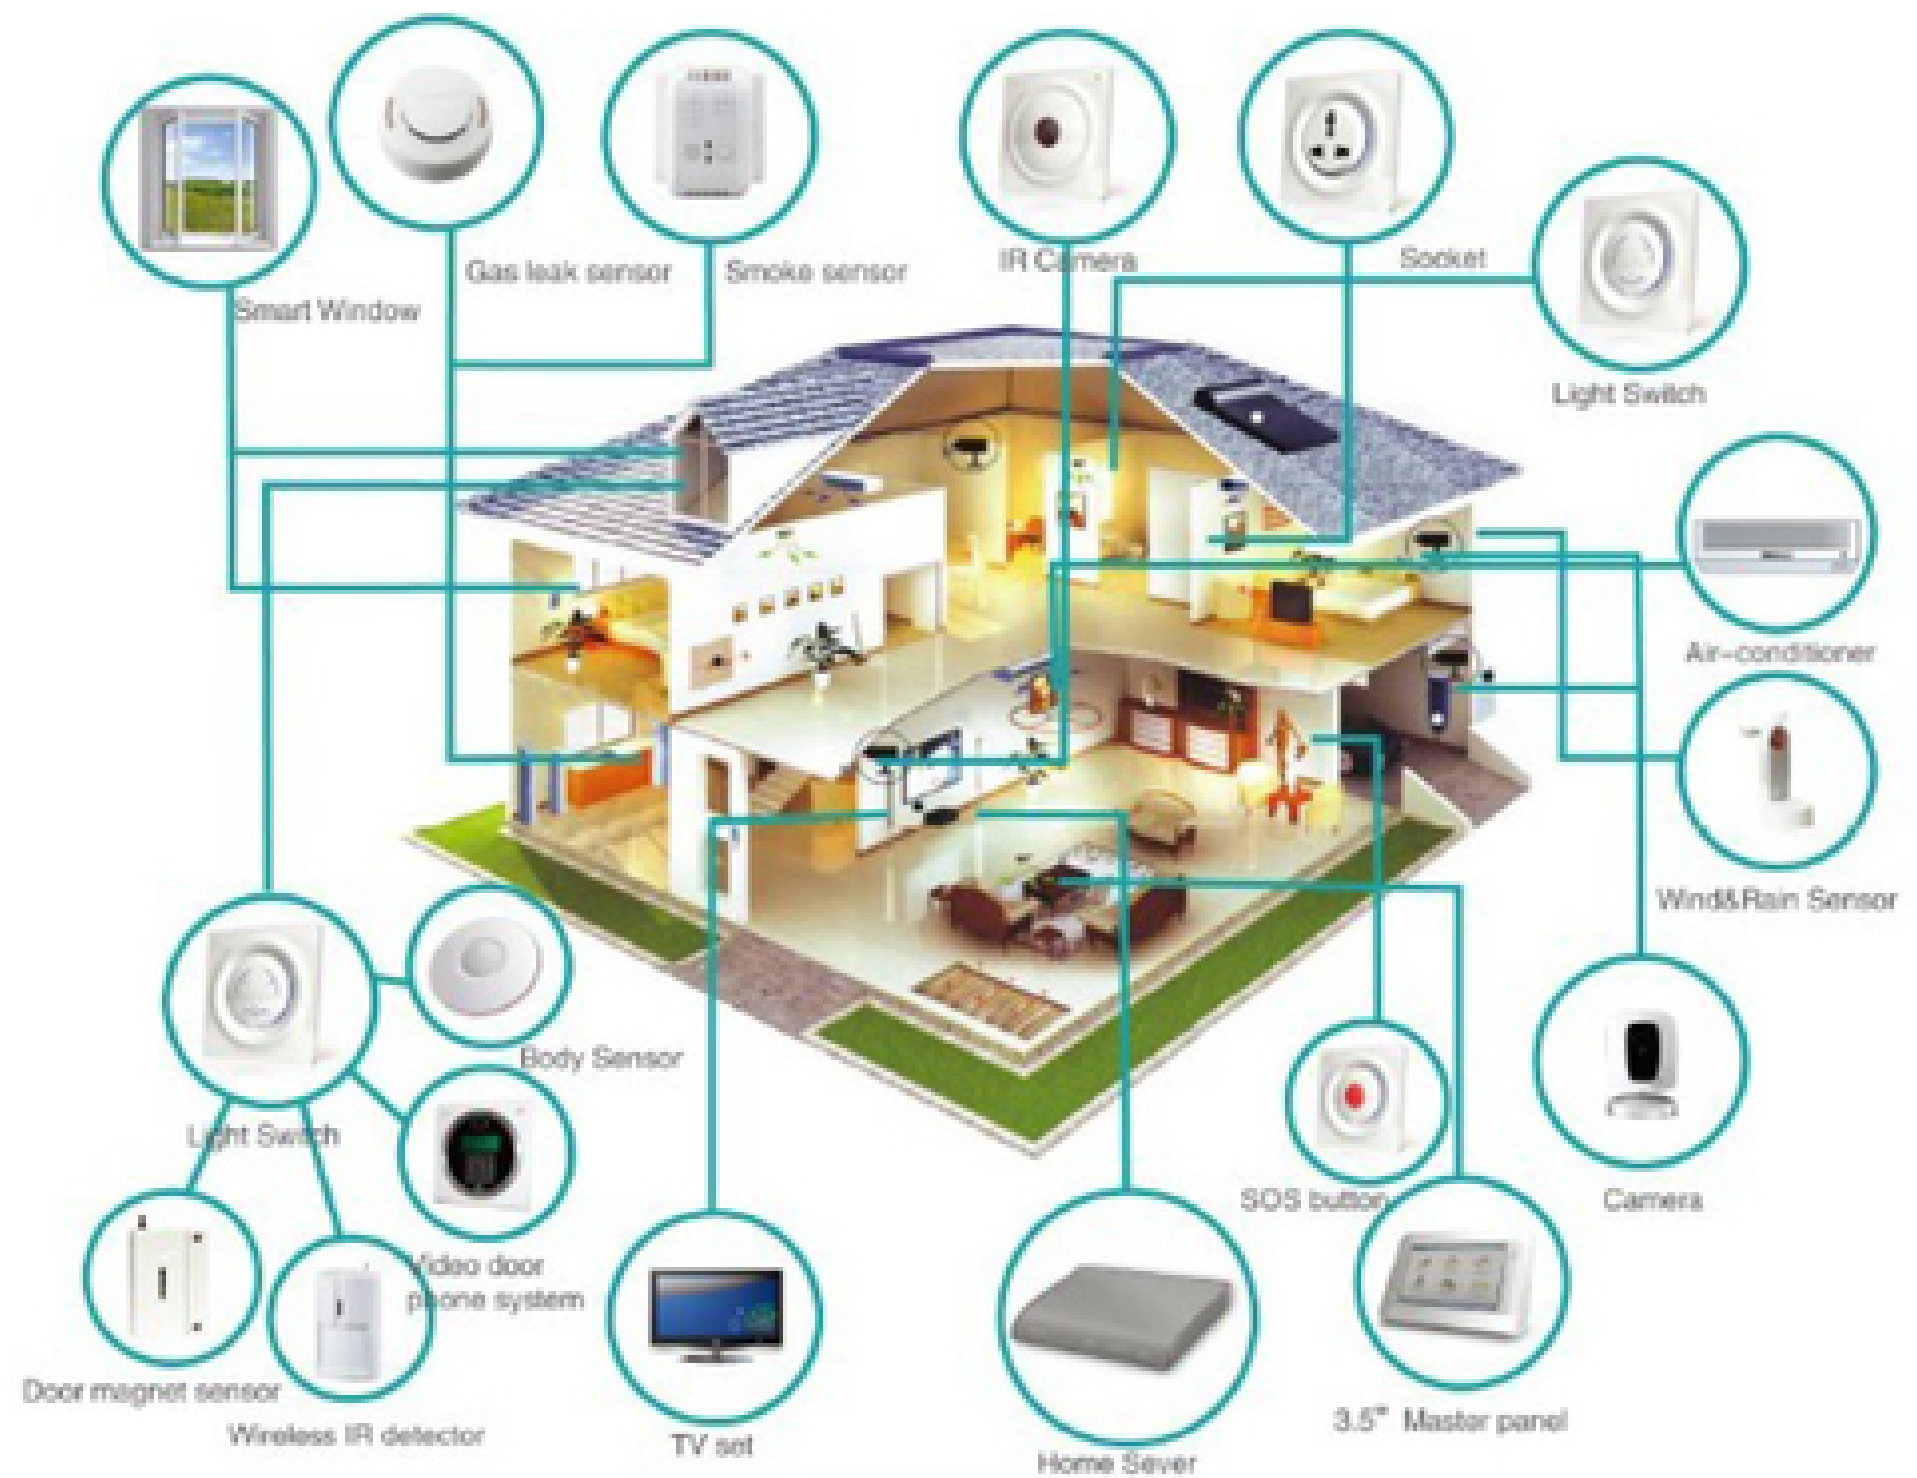 IR Camera
Socket
Gas leak sensor
Smoke sensor
Smart Window
Light Switch
Air-conditioner
Wind&Rain Sensor
Body Sensor
Light Switch
SOS button
Camera
Video door
phone system
Door magnet sensor
Wireless IR detector
TV set
3.5" Master panel
Home Sever